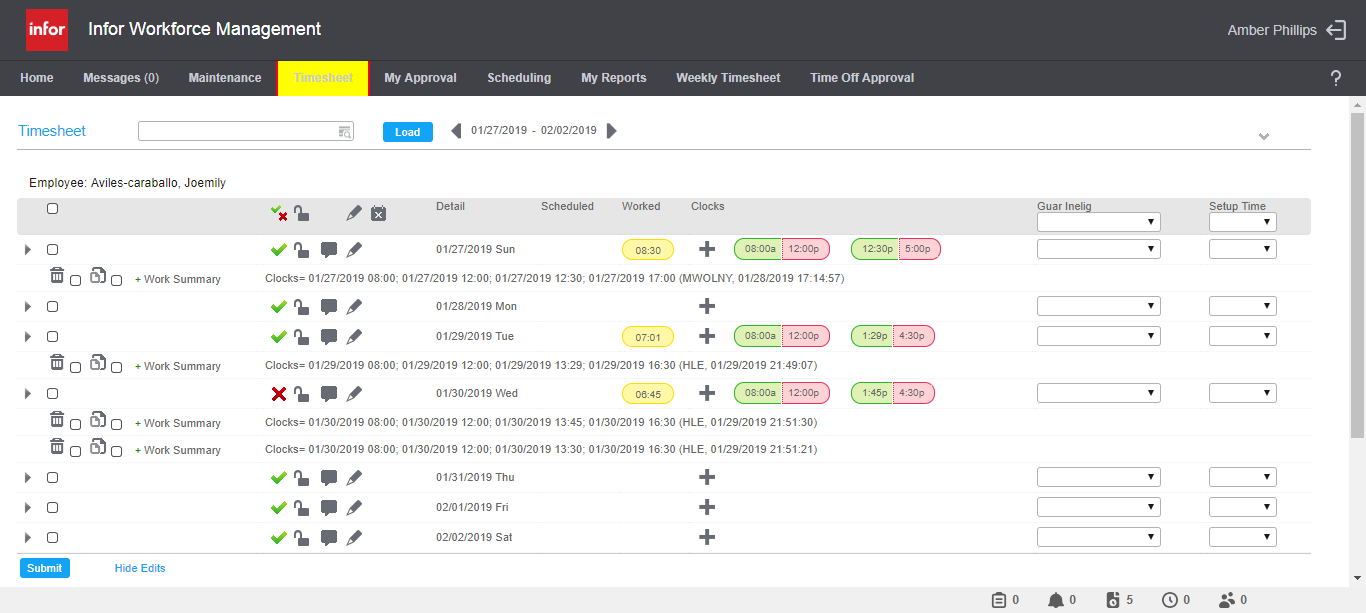 infor Infor Workforce Management Amber Phillips
Home Messages (0) Maintenance Timesheet My Approval Scheduling My Reports Weekly Timesheet Time Off Approval ?
Timesheet Load 01/27/2019 - 02/02/2019
Employee: Aviles-caraballo, Joemily
Detail Scheduled Worked Clocks Guar Inelig Setup Time
01/27/2019 Sun 08:30 08:00a 12:00p 12:30p 5:00p
+ Work Summary Clocks= 01/27/2019 08:00; 01/27/2019 12:00; 01/27/2019 12:30; 01/27/2019 17:00 (MWOLNY, 01/28/2019 17:14:57)
01/28/2019 Mon
01/29/2019 Tue 07:01 08:00a 12:00p 1:29p 4:30p
+ Work Summary Clocks= 01/29/2019 08:00; 01/29/2019 12:00; 01/29/2019 13:29; 01/29/2019 16:30 (HLE, 01/29/2019 21:49:07)
01/30/2019 Wed 06:45 08:00a 12:00p 1:45p 4:30p
+ Work Summary Clocks= 01/30/2019 08:00; 01/30/2019 12:00; 01/30/2019 13:45; 01/30/2019 16:30 (HLE, 01/29/2019 21:51:30)
+ Work Summary Clocks= 01/30/2019 08:00; 01/30/2019 12:00; 01/30/2019 13:30; 01/30/2019 16:30 (HLE, 01/29/2019 21:51:21)
01/31/2019 Thu
02/01/2019 Fri
02/02/2019 Sat
Submit Hide Edits
0 0 5 0 0